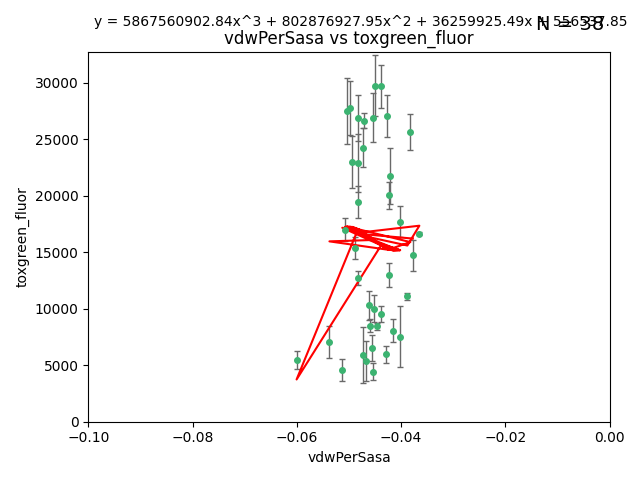 y = 5867560902.84x^3 + 802876927.95x^2 + 36259925.49x + 556537.85
N = 38
vdwPerSasa vs toxgreen_fluor
30000
25000
20000
15000
10000
5000
0
toxgreen_fluor
−0.10
−0.08
−0.06
−0.04
−0.02
0.00
vdwPerSasa